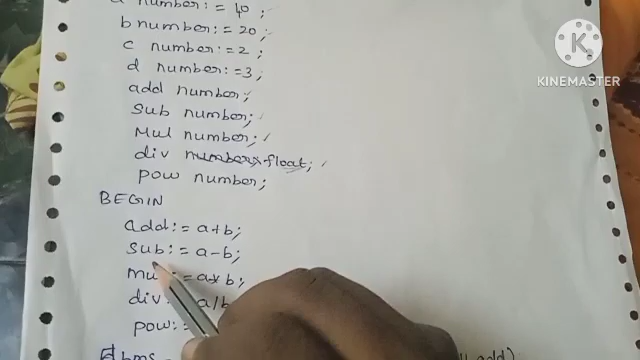 a number:= 40;
b number:= 20;
c number:=2;
d number:=3;
add number;
Sub number;
Mul number;
div float;
pow number;
BEGIN
add:= a+b;
Sub:= a-b;
:= a*b;
div a/b
pow:=
add)
KINEMASTER